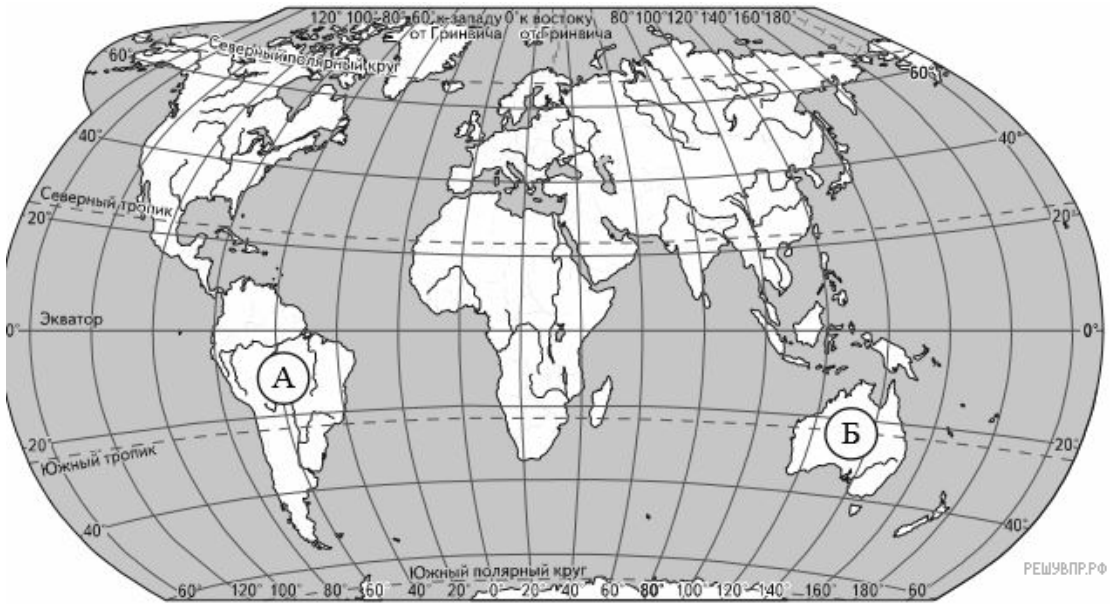 120° 100° 80° 60° к западу 0° к востоку 80° 100° 120° 140° 160° 180°
от Гринвича от Гринвича
60° Северный полярный круг 60°
40° 40°
Северный тропик
20° 20°
Экватор
0° 0°
А
Б
20° 20°
Южный тропик
40° 40°
Южный полярный круг
60° 120° 100° 80° 60° 40° 20° 0° 20° 40° 60° 80° 100° 120° 140° 160° 180° 60°
РЕШУВПР.РФ